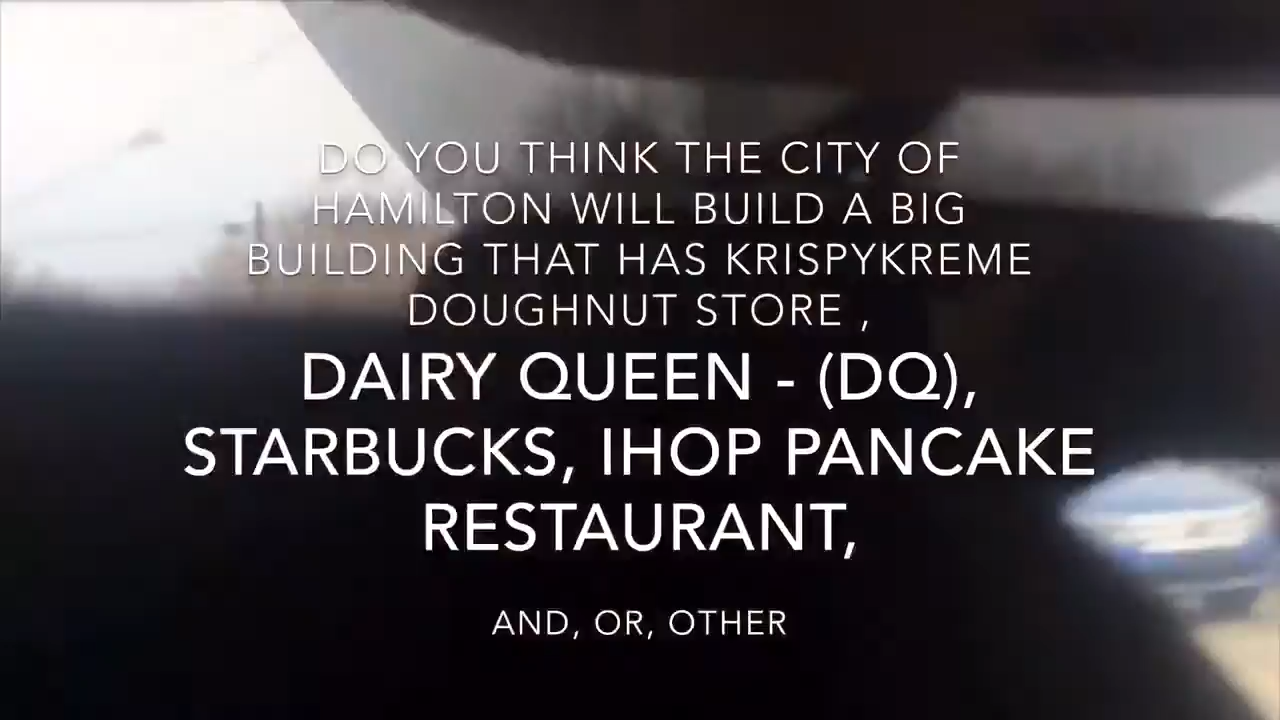 DO YOU THINK THE CITY OF
HAMILTON WILL BUILD A BIG
BUILDING THAT HAS KRISPYKREME
DOUGHNUT STORE ,
DAIRY QUEEN - (DQ),
STARBUCKS, IHOP PANCAKE
RESTAURANT,
AND, OR, OTHER